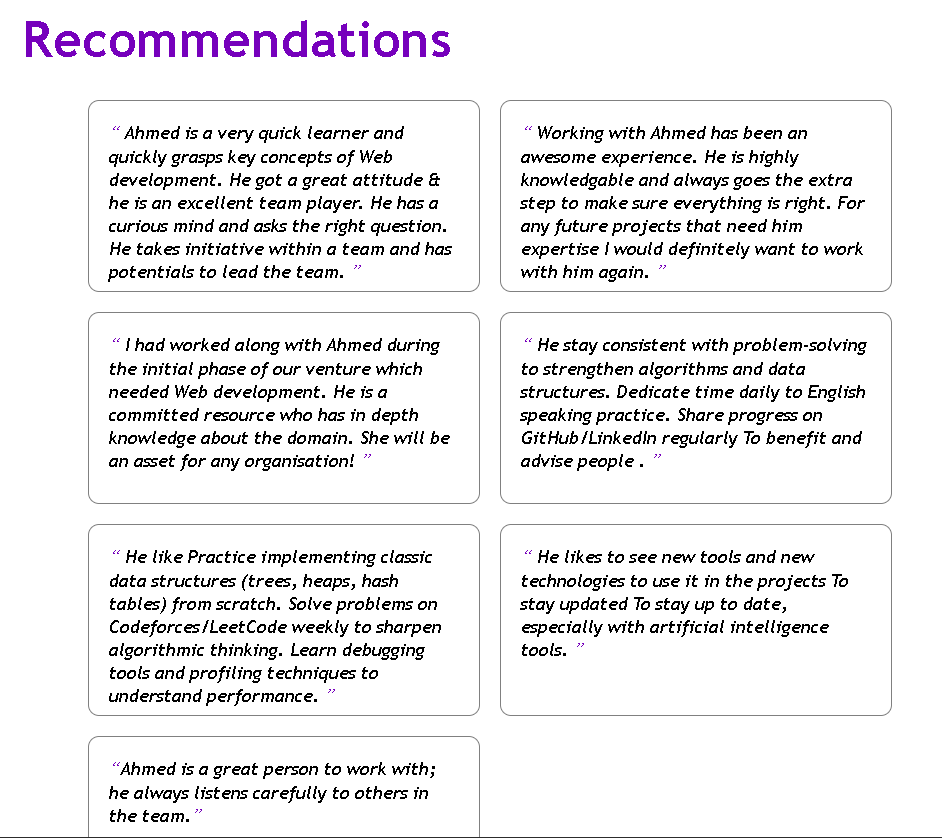 Recommendations
“ Ahmed is a very quick learner and
quickly grasps key concepts of Web
development. He got a great attitude &
he is an excellent team player. He has a
curious mind and asks the right question.
He takes initiative within a team and has
potentials to lead the team. ”
“ Working with Ahmed has been an
awesome experience. He is highly
knowledgable and always goes the extra
step to make sure everything is right. For
any future projects that need him
expertise I would definitely want to work
with him again. ”
“ I had worked along with Ahmed during
the initial phase of our venture which
needed Web development. He is a
committed resource who has in depth
knowledge about the domain. She will be
an asset for any organisation! ”
“ He stay consistent with problem-solving
to strengthen algorithms and data
structures. Dedicate time daily to English
speaking practice. Share progress on
GitHub/LinkedIn regularly To benefit and
advise people . ”
“ He like Practice implementing classic
data structures (trees, heaps, hash
tables) from scratch. Solve problems on
Codeforces/LeetCode weekly to sharpen
algorithmic thinking. Learn debugging
tools and profiling techniques to
understand performance. ”
“ He likes to see new tools and new
technologies to use it in the projects To
stay updated To stay up to date,
especially with artificial intelligence
tools. ”
“Ahmed is a great person to work with;
he always listens carefully to others in
the team.”